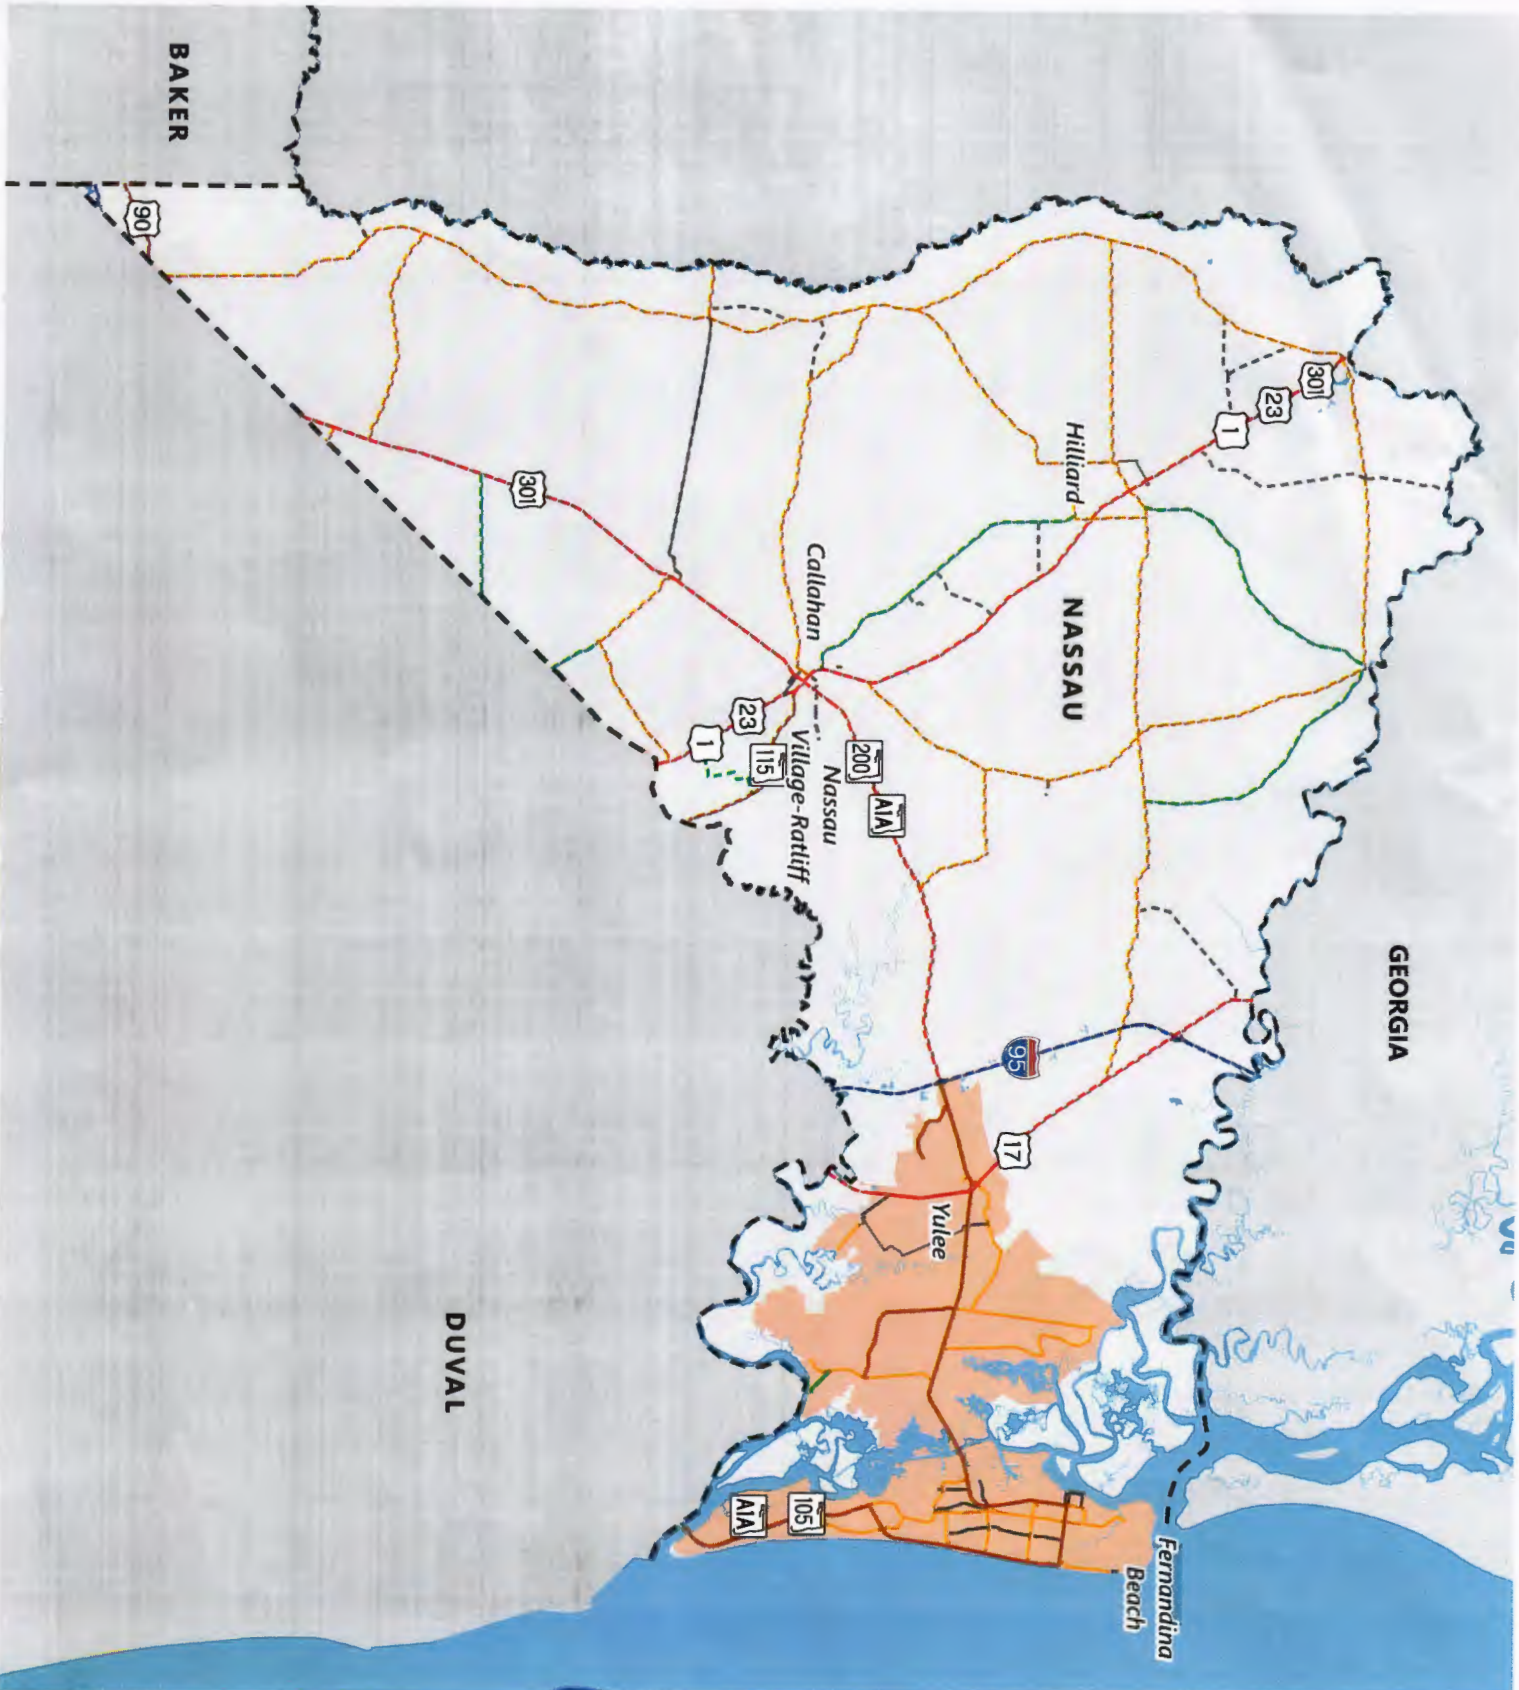 GEORGIA
301
23
1
Fernandina
Beach
Hilliard
NASSAU
95
17
Yulee
A1A
200
Nassau
Village-Ratliff
Callahan
105
115
A1A
23
1
301
DUVAL
BAKER
90